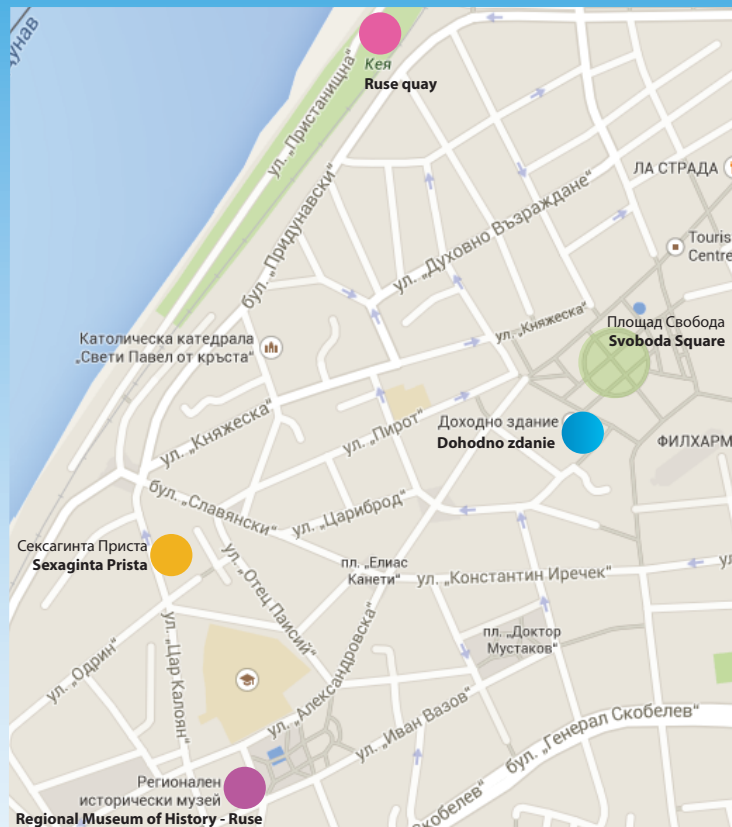 Дунав
Кея
Ruse quay
ул. „Пристанищна“
бул. „Придунавски“
ул. „Духовно Възраждане“
ЛА СТРАДА
Touris
Centre
ул. „Княжеска“
Площад Свобода
Svoboda Square
Католическа катедрала
„Свети Павел от кръста“
ул. „Княжеска“
ул. „Пирот“
Доходно здание
Dohodno zdanie
ФИЛХАРМ
бул. „Славянски“
ул. „Цариброд“
Сексагинта Приста
Sexaginta Prista
ул. „Отец Паисий“
пл. „Елиас
Канети“
ул. „Константин Иречек“
ул
пл. „Доктор
Мустаков“
ул. „Одрин“
ул. „Цар Калоян“
ул. „Александровска“
ул. „Иван Вазов“
бул. „Генерал Скобелев“
Скобелев“
Регионален
исторически музей
Regional Museum of History - Ruse